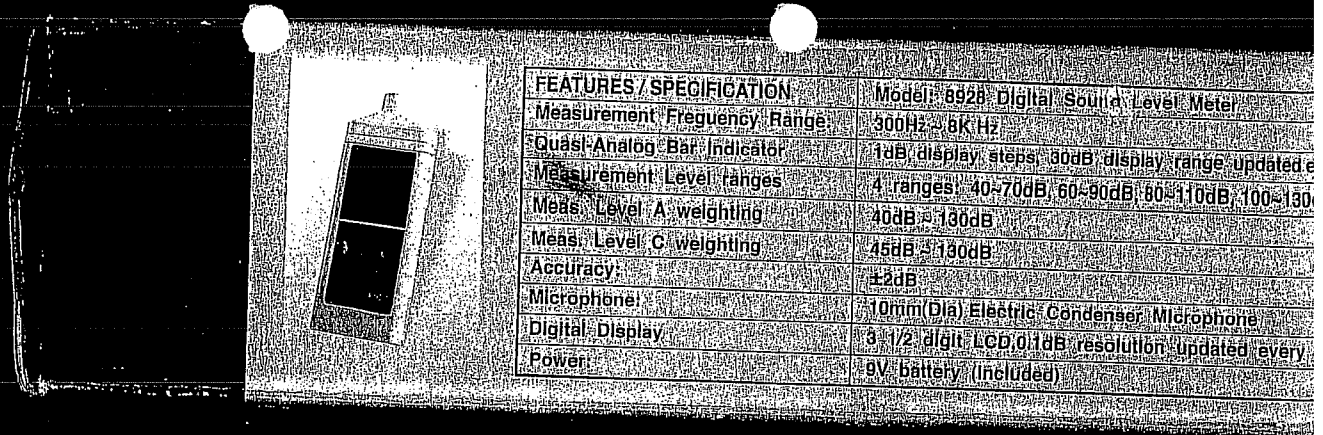 FEATURES / SPECIFICATION Model: 8928 Digital Sound Level Meter
Measurement Freguency Range: 300Hz ~ 8K Hz
Quasi-Analog Bar Indicator 1dB display steps, 30dB display range updated e
Measurement Level ranges 4 ranges: 40~70dB, 60~90dB, 80~110dB, 100~130
Meas. Level A weighting 40dB ~ 130dB
Meas. Level C weighting 45dB ~ 130dB
Accuracy: ±2dB
Microphone: 10mm(Dia) Electric Condenser Microphone
Digital Display 3 1/2 digit LCD,0.1dB resolution updated every
Power: 9V battery (included)